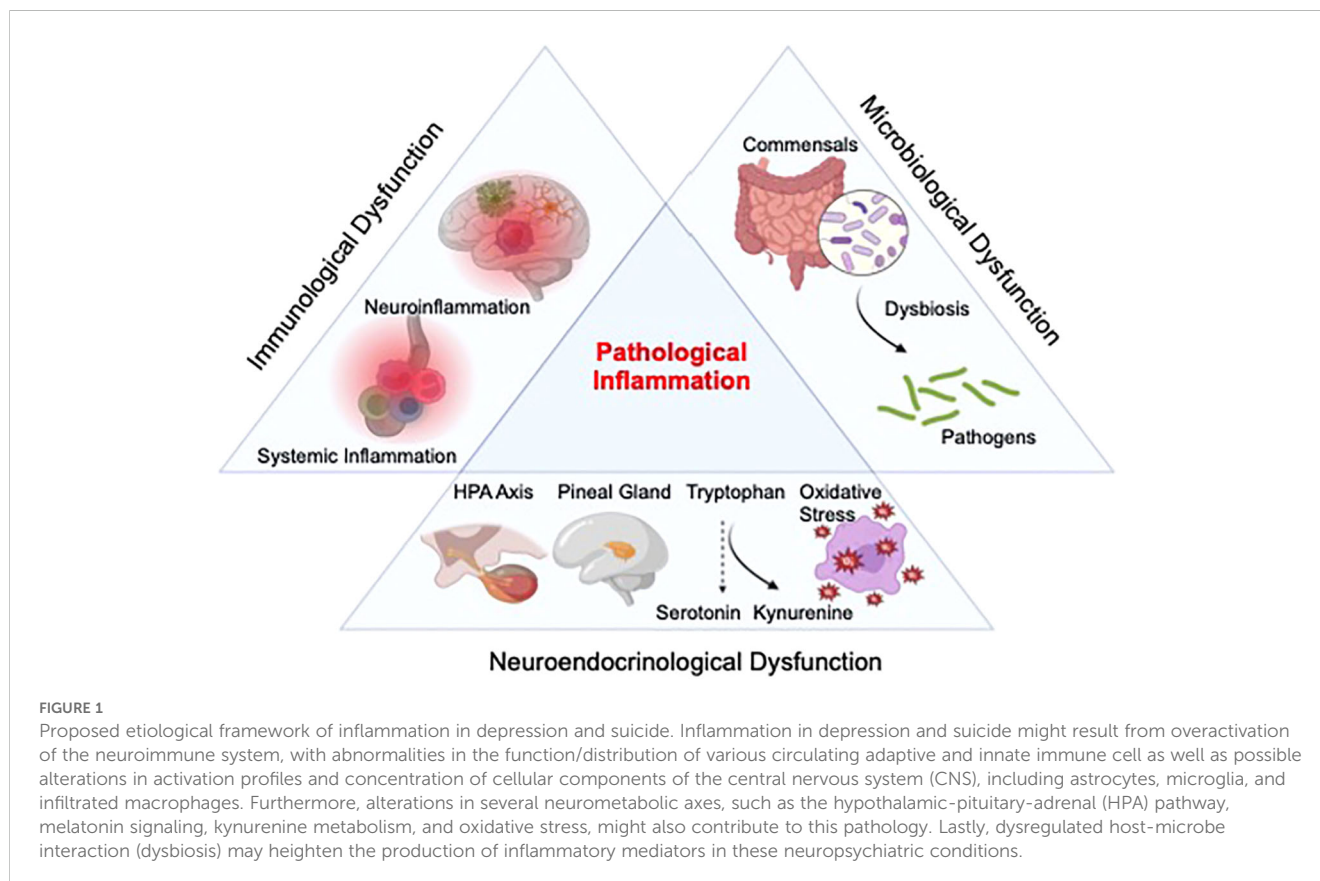 Immunological Dysfunction
Neuroinflammation
Systemic Inflammation
Microbiological Dysfunction
Commensals
Dysbiosis
Pathogens
Pathological
Inflammation
HPA Axis
Pineal Gland
Tryptophan
Oxidative
Stress
Serotonin
Kynurenine
Neuroendocrinological Dysfunction
FIGURE 1
Proposed etiological framework of inflammation in depression and suicide. Inflammation in depression and suicide might result from overactivation
of the neuroimmune system, with abnormalities in the function/distribution of various circulating adaptive and innate immune cell as well as possible
alterations in activation profiles and concentration of cellular components of the central nervous system (CNS), including astrocytes, microglia, and
infiltrated macrophages. Furthermore, alterations in several neurometabolic axes, such as the hypothalamic-pituitary-adrenal (HPA) pathway,
melatonin signaling, kynurenine metabolism, and oxidative stress, might also contribute to this pathology. Lastly, dysregulated host-microbe
interaction (dysbiosis) may heighten the production of inflammatory mediators in these neuropsychiatric conditions.